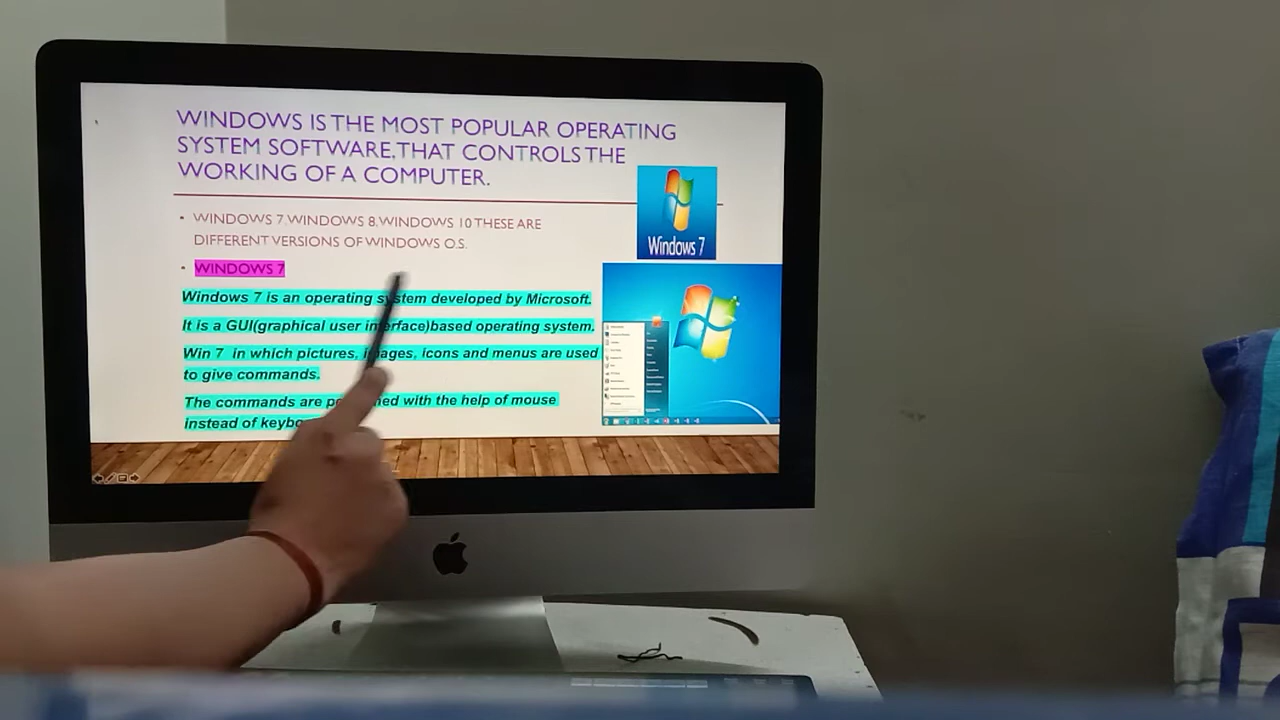 WINDOWS IS THE MOST POPULAR OPERATING
SYSTEM SOFTWARE,THAT CONTROLS THE
WORKING OF A COMPUTER.
• WINDOWS 7,WINDOWS 8,WINDOWS 10 THESE ARE
DIFFERENT VERSIONS OF WINDOWS O.S.
• WINDOWS 7
Windows 7 is an operating system developed by Microsoft.
It is a GUI(graphical user interface)based operating system.
Win 7 in which pictures, images, icons and menus are used
to give commands.
The commands are with the help of mouse
instead of
Windows 7